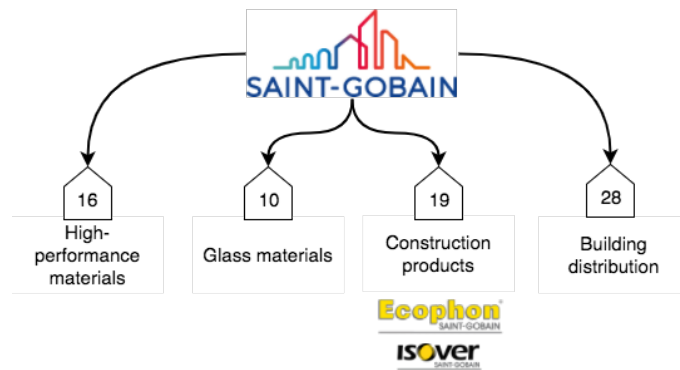 SAINT-GOBAIN
16
10
19
28
High-
performance
materials
Glass materials
Construction
products
Building
distribution
Ecophon
SAINT-GOBAIN
isover
SAINT-GOBAIN